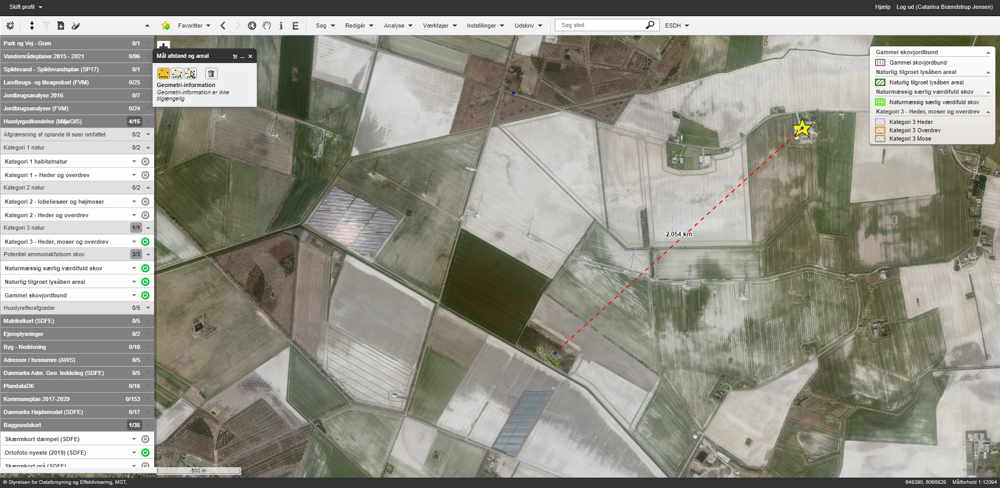 Skift profil
Hjælp
Log ud (Catarina Brændstrup Jensen)
Favoritter
i
E
Søg
Redigér
Analyse
Værktøjer
Indstillinger
Udskriv
Søg sted
ESDH
Park og Vej - Grøn 0/1
Vandområdeplaner 2015 - 2021 0/96
Spildevand - Spildevandsplan (SP17) 0/1
Landbrugs- og tilsagnskort (FVM) 0/25
Jordbrugsanalyse 2016 0/7
Jordbrugsanalyser (FVM) 0/24
Husdyrgodkendelse (MiljøGIS) 4/15
Afgrænsning af oplande til søer omfattet 0/2
Kategori 1 natur 0/2
Kategori 1 habitatnatur
Kategori 1 – Heder og overdrev
Kategori 2 natur 0/2
Kategori 2 - lobeliesøer og højmoser
Kategori 2 - Heder og overdrev
Kategori 3 natur 1/1
Kategori 3 - Heder, moser og overdrev
Potentiel ammoniakfølsom skov 3/3
Naturmæssig særlig værdifuld skov
Naturlig tilgroet lysåben areal
Gammel skovjordbund
Husdyrefterafgrøder 0/5
Matrikelkort (SDFE) 0/5
Ejeroplysninger 0/2
Byg - Nedrivning 0/10
Adresser / husnumre (AWS) 0/5
Danmarks Adm. Geo. Inddeling (SDFE) 0/5
PlandataDK 0/16
Kommuneplan 2017-2029 0/153
Danmarks Højdemodel (SDFE) 0/17
Baggrundskort 1/35
Skærmkort dæmpet (SDFE)
Ortofoto nyeste (2019) (SDFE)
Skærmkort grå (SDFE)
Mål afstand og areal
Geometri-information
Geometri-information er ikke
tilgængelig
2,054 km
Gammel skovjordbund
Gammel skovjordbund
Naturlig tilgroet lysåben areal
Naturlig tilgroet lysåben areal
Naturmæssig særlig værdifuld skov
Naturmæssig særlig værdifuld skov
Kategori 3 - Heder, moser og overdrev
Kategori 3 Heder
Kategori 3 Overdrev
Kategori 3 Mose
500 m
© Styrelsen for Dataforsyning og Effektivisering, MST,
648390, 6066829
Målforhold 1:12094